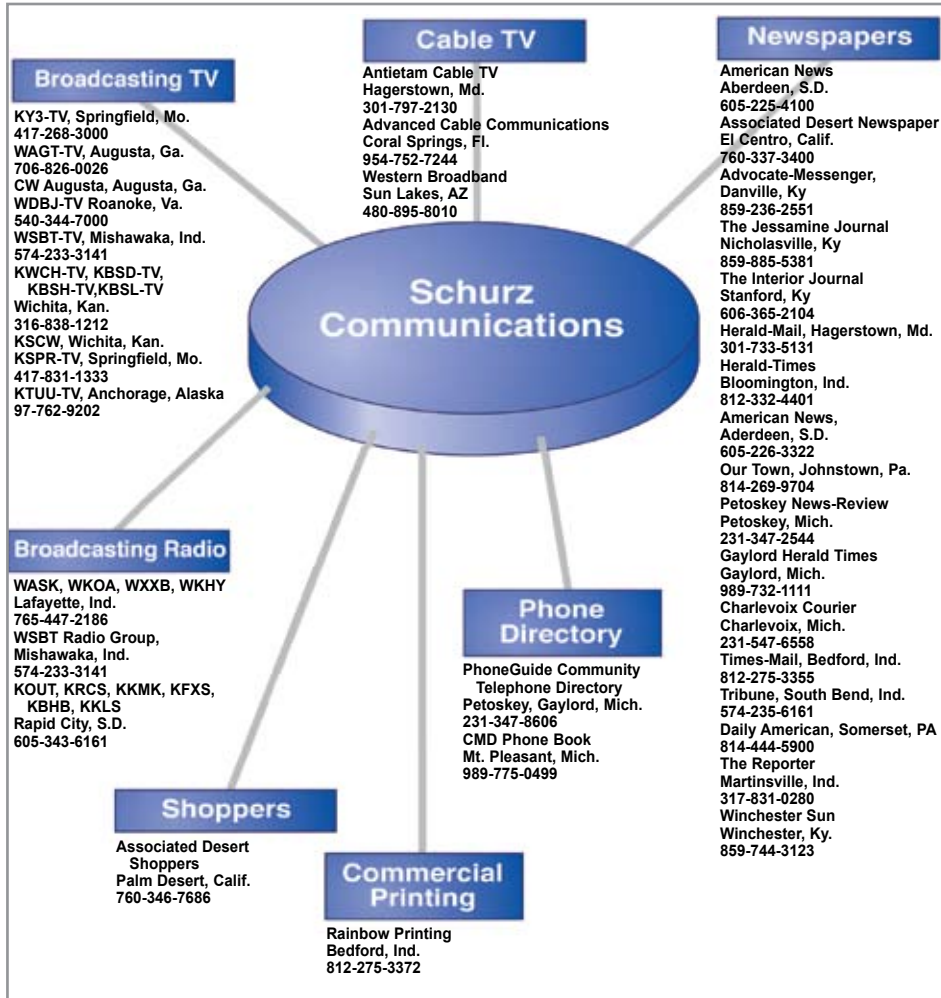 Broadcasting TV
KY3-TV, Springfield, Mo.
417-268-3000
WAGT-TV, Augusta, Ga.
706-826-0026
CW Augusta, Augusta, Ga.
WDBJ-TV Roanoke, Va.
540-344-7000
WSBT-TV, Mishawaka, Ind.
574-233-3141
KWCH-TV, KBSD-TV,
KBSH-TV,KBSL-TV
Wichita, Kan.
316-838-1212
KSCW, Wichita, Kan.
KSPR-TV, Springfield, Mo.
417-831-1333
KTUU-TV, Anchorage, Alaska
97-762-9202
Cable TV
Antietam Cable TV
Hagerstown, Md.
301-797-2130
Advanced Cable Communications
Coral Springs, Fl.
954-752-7244
Western Broadband
Sun Lakes, AZ
480-895-8010
Newspapers
American News
Aberdeen, S.D.
605-225-4100
Associated Desert Newspaper
El Centro, Calif.
760-337-3400
Advocate-Messenger,
Danville, Ky
859-236-2551
The Jessamine Journal
Nicholasville, Ky
859-885-5381
The Interior Journal
Stanford, Ky
606-365-2104
Herald-Mail, Hagerstown, Md.
301-733-5131
Herald-Times
Bloomington, Ind.
812-332-4401
American News,
Aderdeen, S.D.
605-226-3322
Our Town, Johnstown, Pa.
814-269-9704
Petoskey News-Review
Petoskey, Mich.
231-347-2544
Gaylord Herald Times
Gaylord, Mich.
989-732-1111
Charlevoix Courier
Charlevoix, Mich.
231-547-6558
Times-Mail, Bedford, Ind.
812-275-3355
Tribune, South Bend, Ind.
574-235-6161
Daily American, Somerset, PA
814-444-5900
The Reporter
Martinsville, Ind.
317-831-0280
Winchester Sun
Winchester, Ky.
859-744-3123
Schurz
Communications
Broadcasting Radio
WASK, WKOA, WXXB, WKHY
Lafayette, Ind.
765-447-2186
WSBT Radio Group,
Mishawaka, Ind.
574-233-3141
KOUT, KRCS, KKMK, KFXS,
KBHB, KKLS
Rapid City, S.D.
605-343-6161
Phone
Directory
PhoneGuide Community
Telephone Directory
Petoskey, Gaylord, Mich.
231-347-8606
CMD Phone Book
Mt. Pleasant, Mich.
989-775-0499
Shoppers
Associated Desert
Shoppers
Palm Desert, Calif.
760-346-7686
Commercial
Printing
Rainbow Printing
Bedford, Ind.
812-275-3372